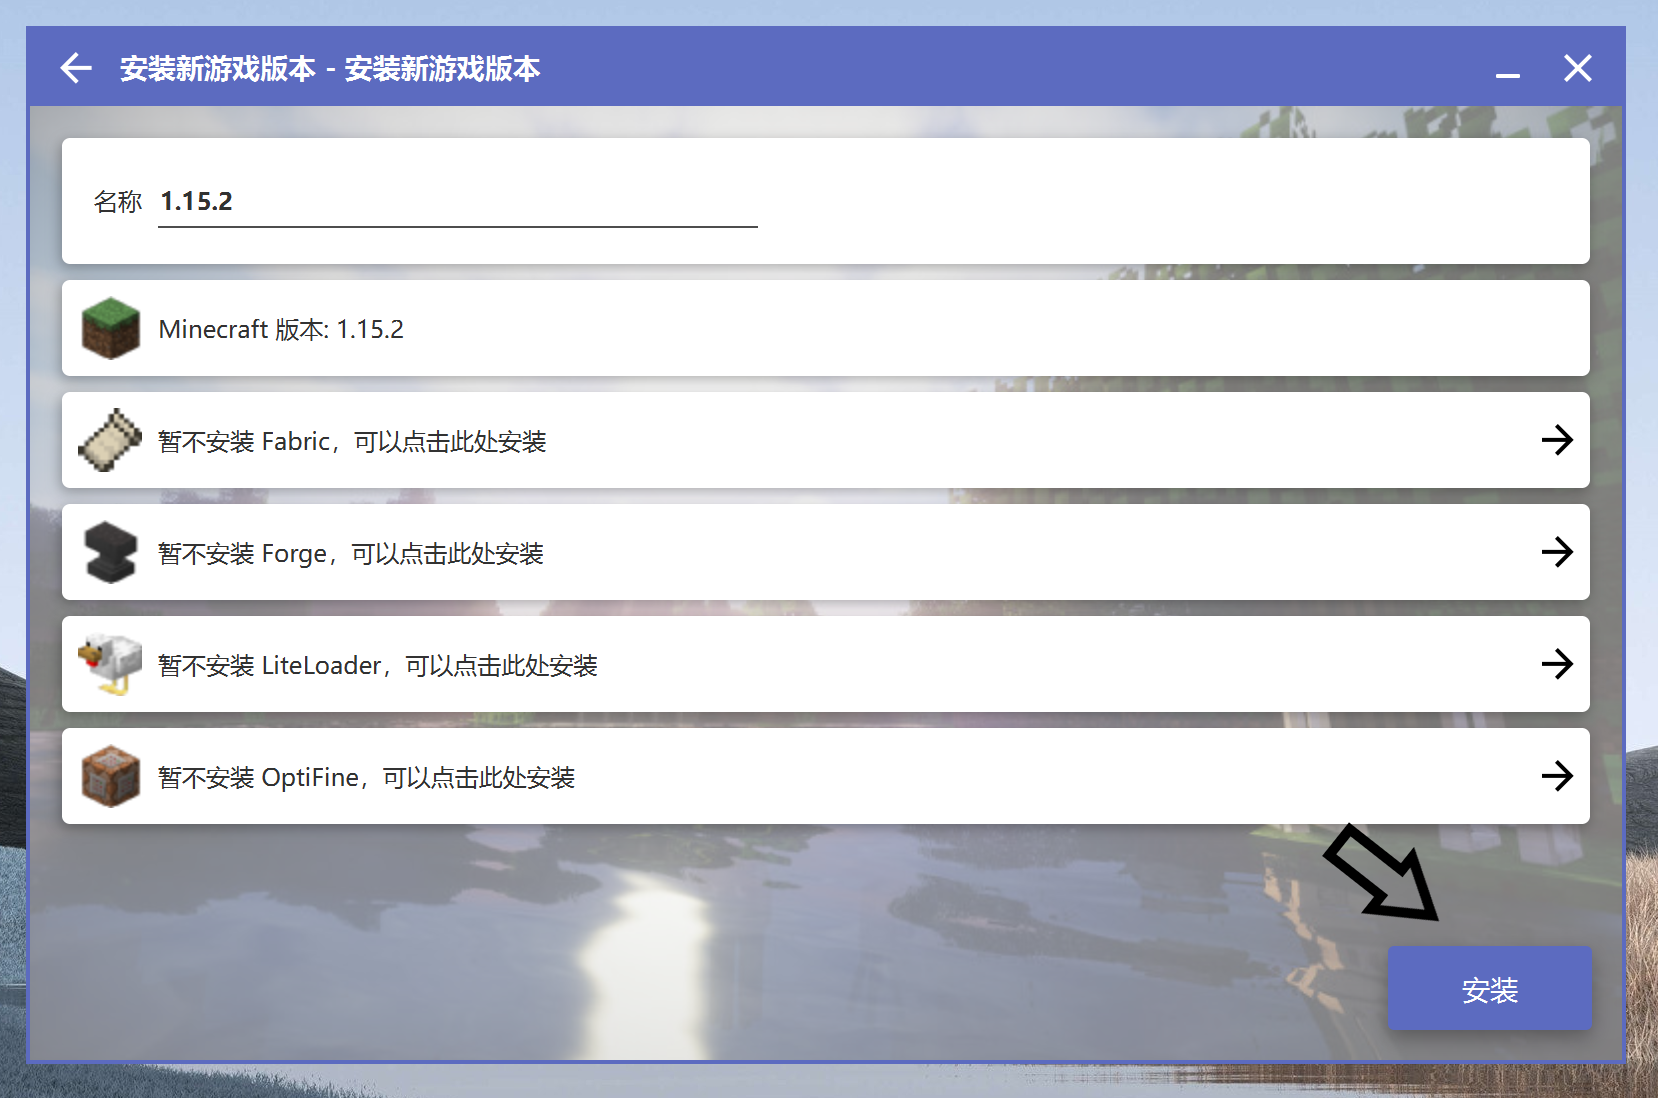 安装新游戏版本 - 安装新游戏版本
名称 1.15.2
Minecraft 版本: 1.15.2
暂不安装 Fabric，可以点击此处安装
暂不安装 Forge，可以点击此处安装
暂不安装 LiteLoader，可以点击此处安装
暂不安装 OptiFine，可以点击此处安装
安装